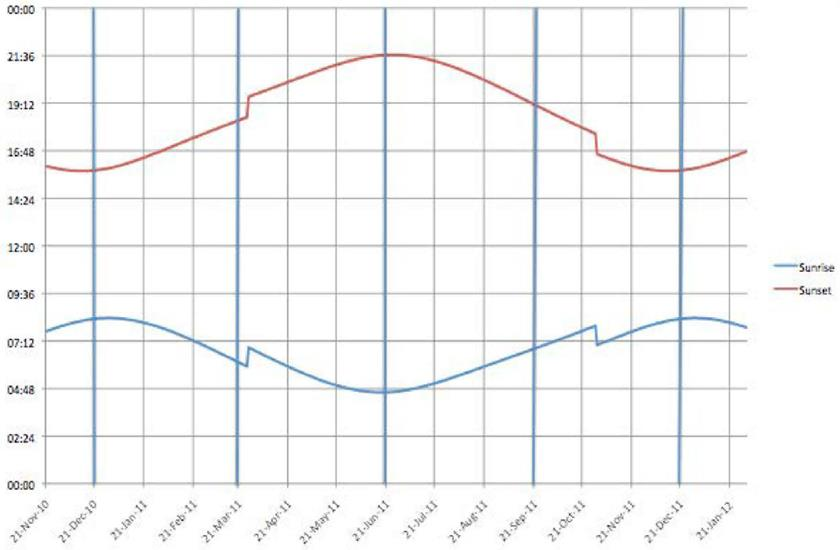 00:00
21:36
19:12
16:48
14:24
12:00
09:36
07:12
04:48
02:24
00:00
21-Nov-10
21-Dec-10
21-Jan-11
21-Feb-11
21-Mar-11
21-Apr-11
21-May-11
21-Jun-11
21-Jul-11
21-Aug-11
21-Sep-11
21-Oct-11
21-Nov-11
21-Dec-11
21-Jan-12
Sunrise
Sunset